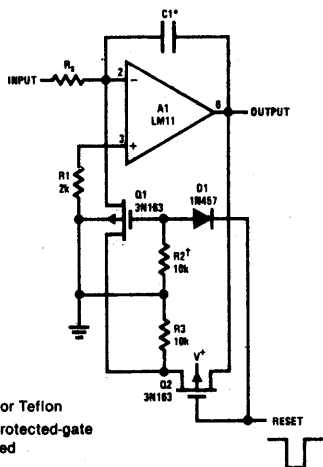 C1*
Rs
INPUT
2
−
A1
LM11
6
OUTPUT
3
+
R1
2k
Q1
3N163
D1
1N457
R2†
10k
R3
10k
V+
Q2
3N163
or Teflon
rotected-gate
ed
RESET